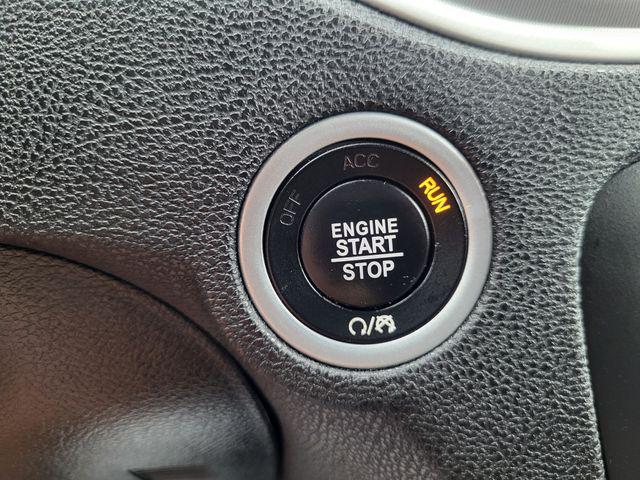 ACC
OFF
RUN
ENGINE
START
STOP